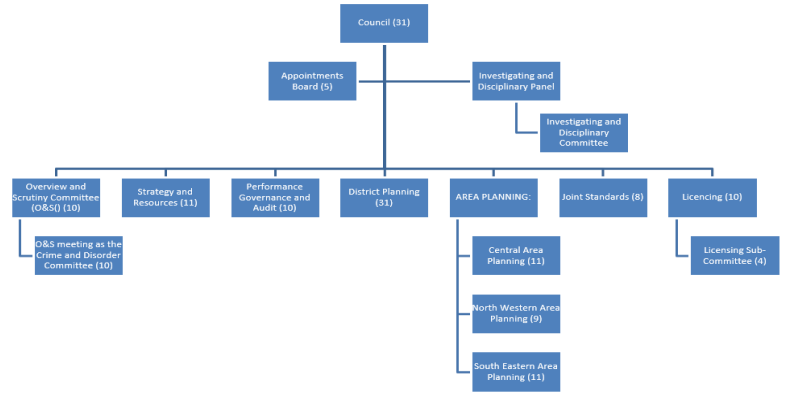 Council (31)
Appointments
Board (5)
Investigating and
Disciplinary Panel
Investigating and
Disciplinary
Committee
Overview and
Scrutiny Committee
(O&S() (10)
Strategy and
Resources (11)
Performance
Governance and
Audit (10)
District Planning
(31)
AREA PLANNING:
Joint Standards (8)
Licencing (10)
O&S meeting as the
Crime and Disorder
Committee (10)
Central Area
Planning (11)
Licensing Sub-
Committee (4)
North Western Area
Planning (9)
South Eastern Area
Planning (11)